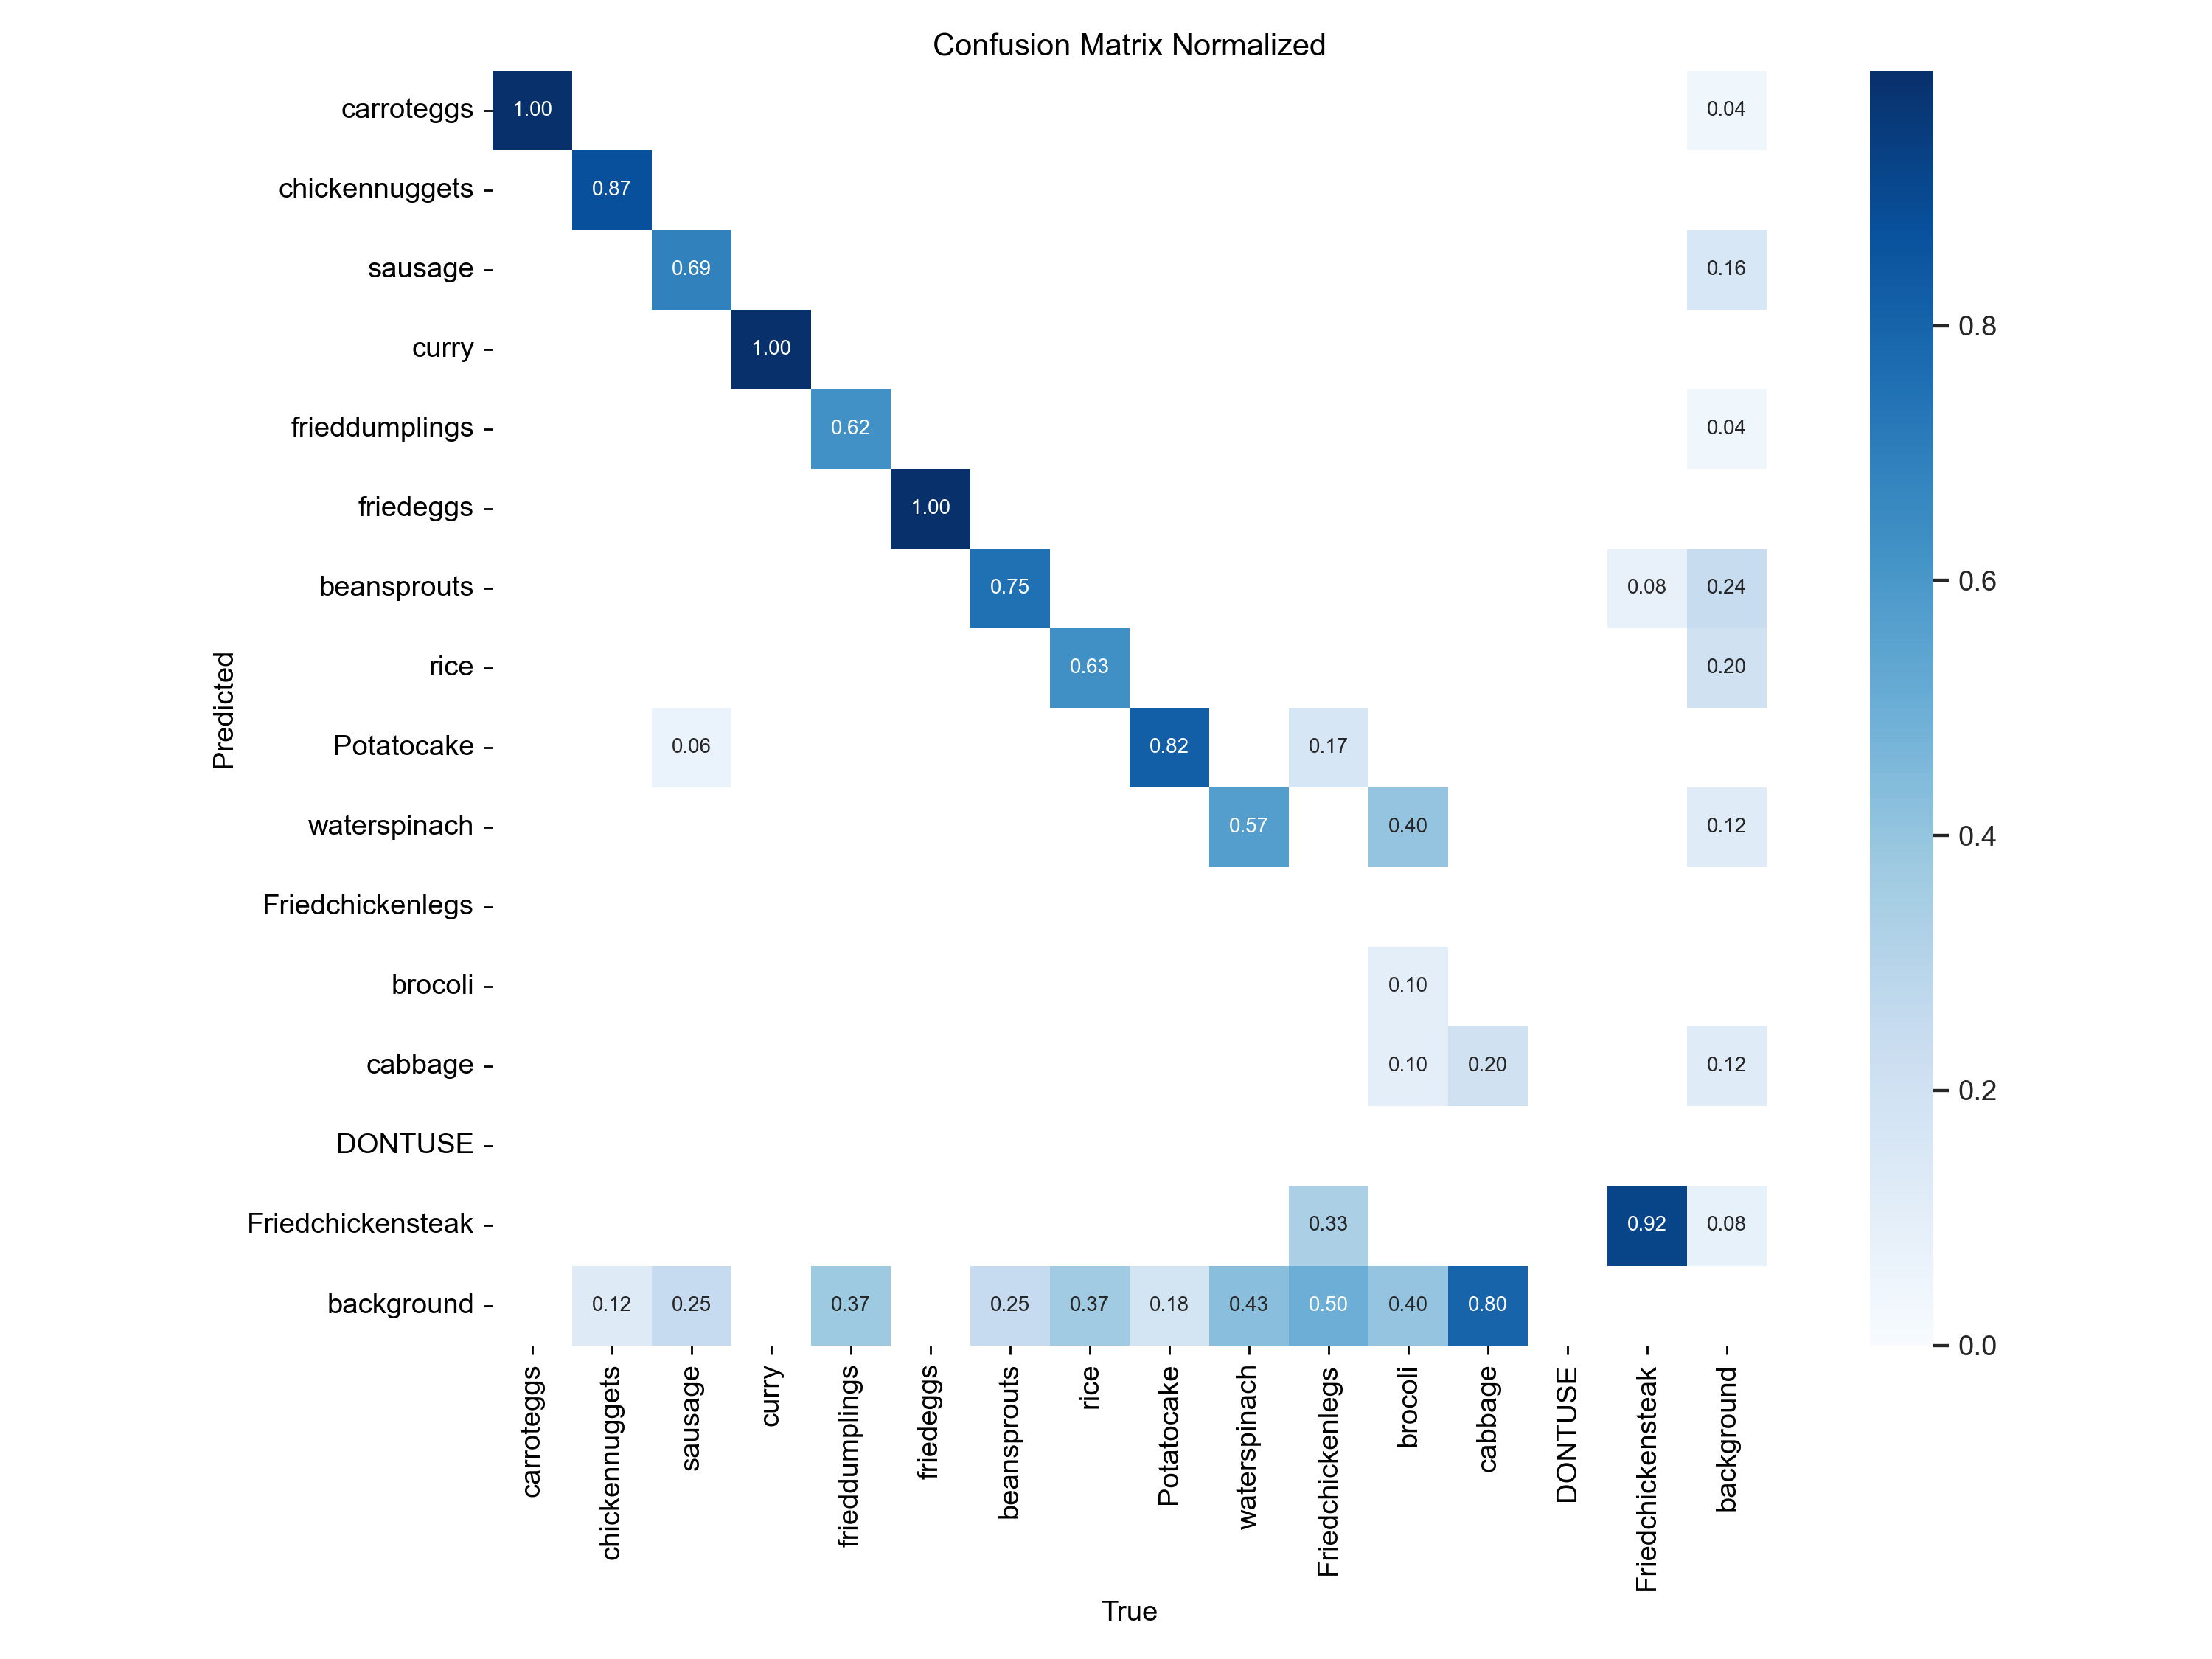 Confusion Matrix Normalized
carroteggs
1.00
0.04
chickennuggets
0.87
sausage
0.69
0.16
curry
1.00
0.8
frieddumplings
0.62
0.04
friedeggs
1.00
beansprouts
0.75
0.08
0.24
0.6
rice
0.63
0.20
Predicted
Potatocake
0.06
0.82
0.17
waterspinach
0.57
0.40
0.12
0.4
Friedchickenlegs
brocoli
0.10
cabbage
0.10
0.20
0.12
0.2
DONTUSE
Friedchickensteak
0.33
0.92
0.08
background
0.12
0.25
0.37
0.25
0.37
0.18
0.43
0.50
0.40
0.80
0.0
carroteggs
chickennuggets
sausage
curry
frieddumplings
friedeggs
beansprouts
rice
Potatocake
waterspinach
Friedchickenlegs
brocoli
cabbage
DONTUSE
Friedchickensteak
background
True